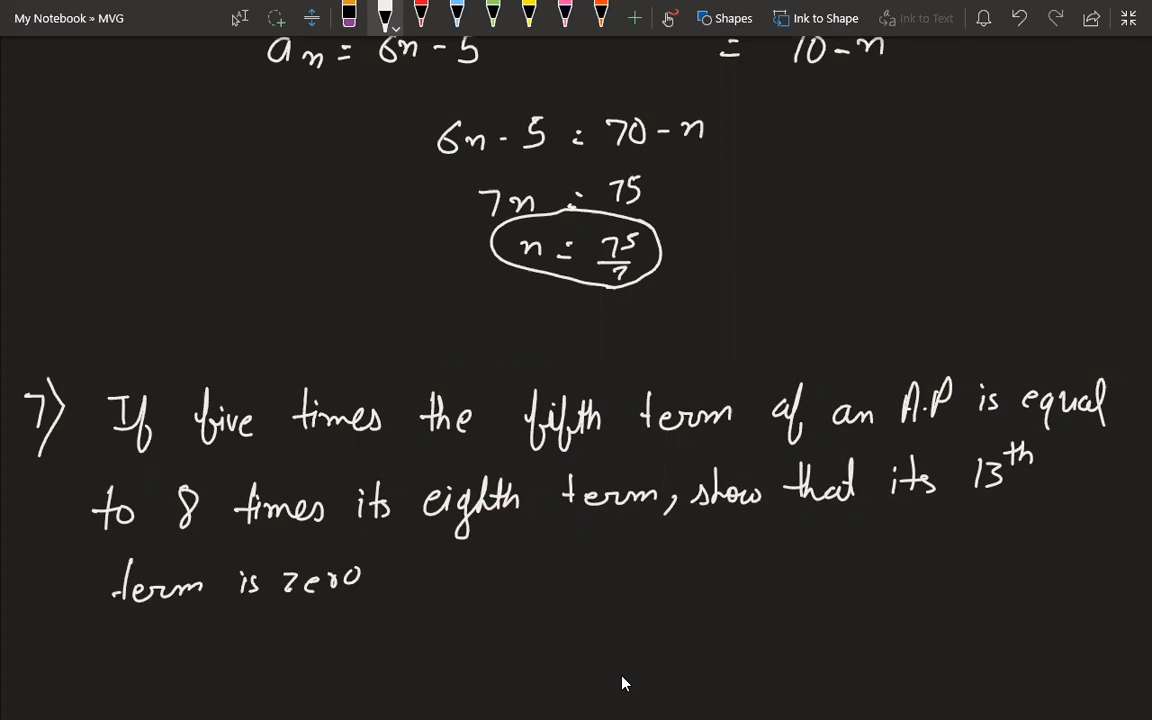 My Notebook » MVG
Shapes
Ink to Shape
Ink to Text
an = 6n - 5 = 10 - n
6n - 5 = 70 - n
7n = 75
n = 75/7
7) If five times the fifth term of an A.P is equal
to 8 times its eighth term, show that its 13th
term is zero